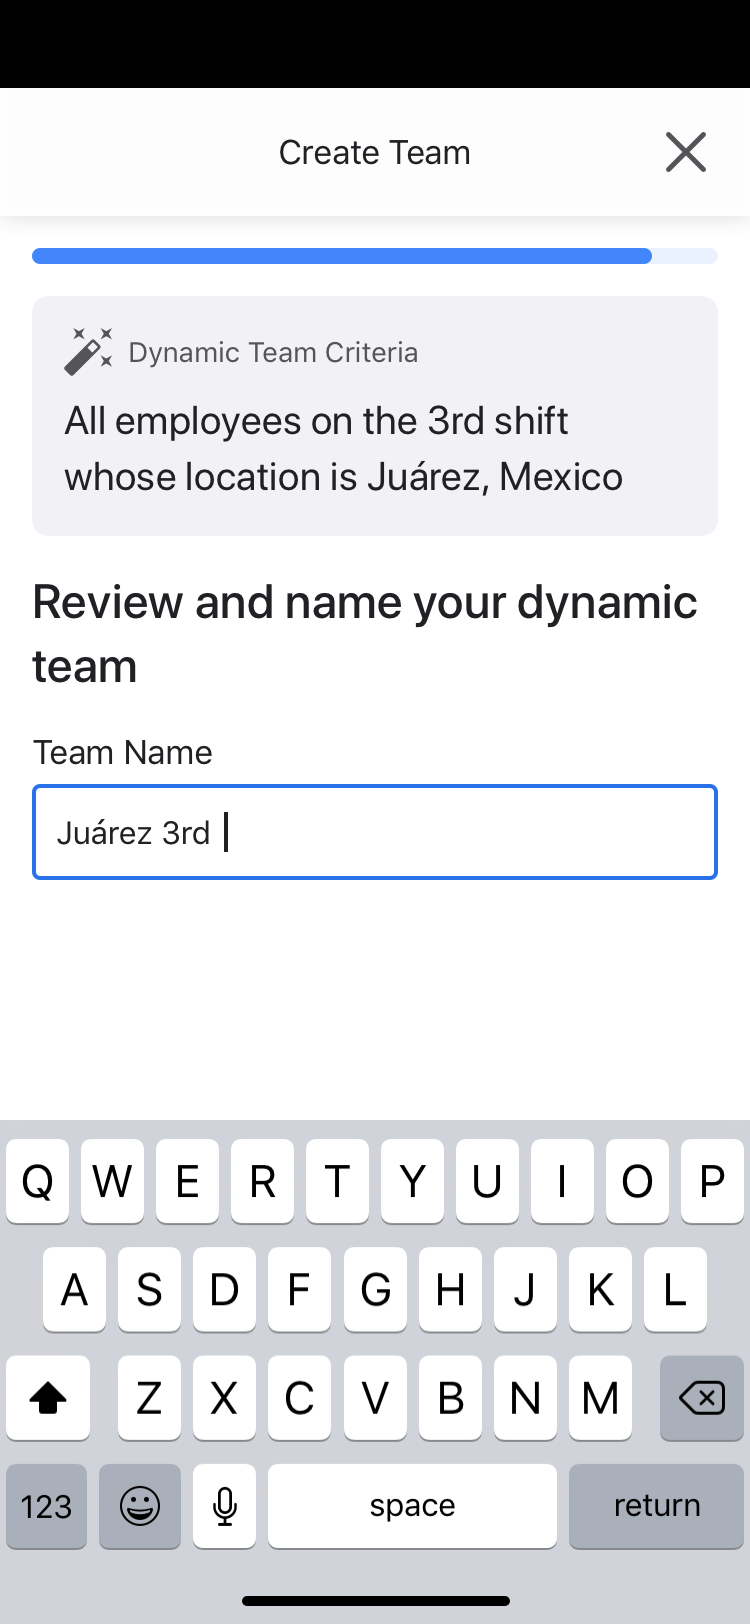 Create Team
Dynamic Team Criteria
All employees on the 3rd shift
whose location is Juárez, Mexico
Review and name your dynamic
team
Team Name
Juárez 3rd
Q W E R T Y U I O P
A S D F G H J K L
Z X C V B N M
123 space return